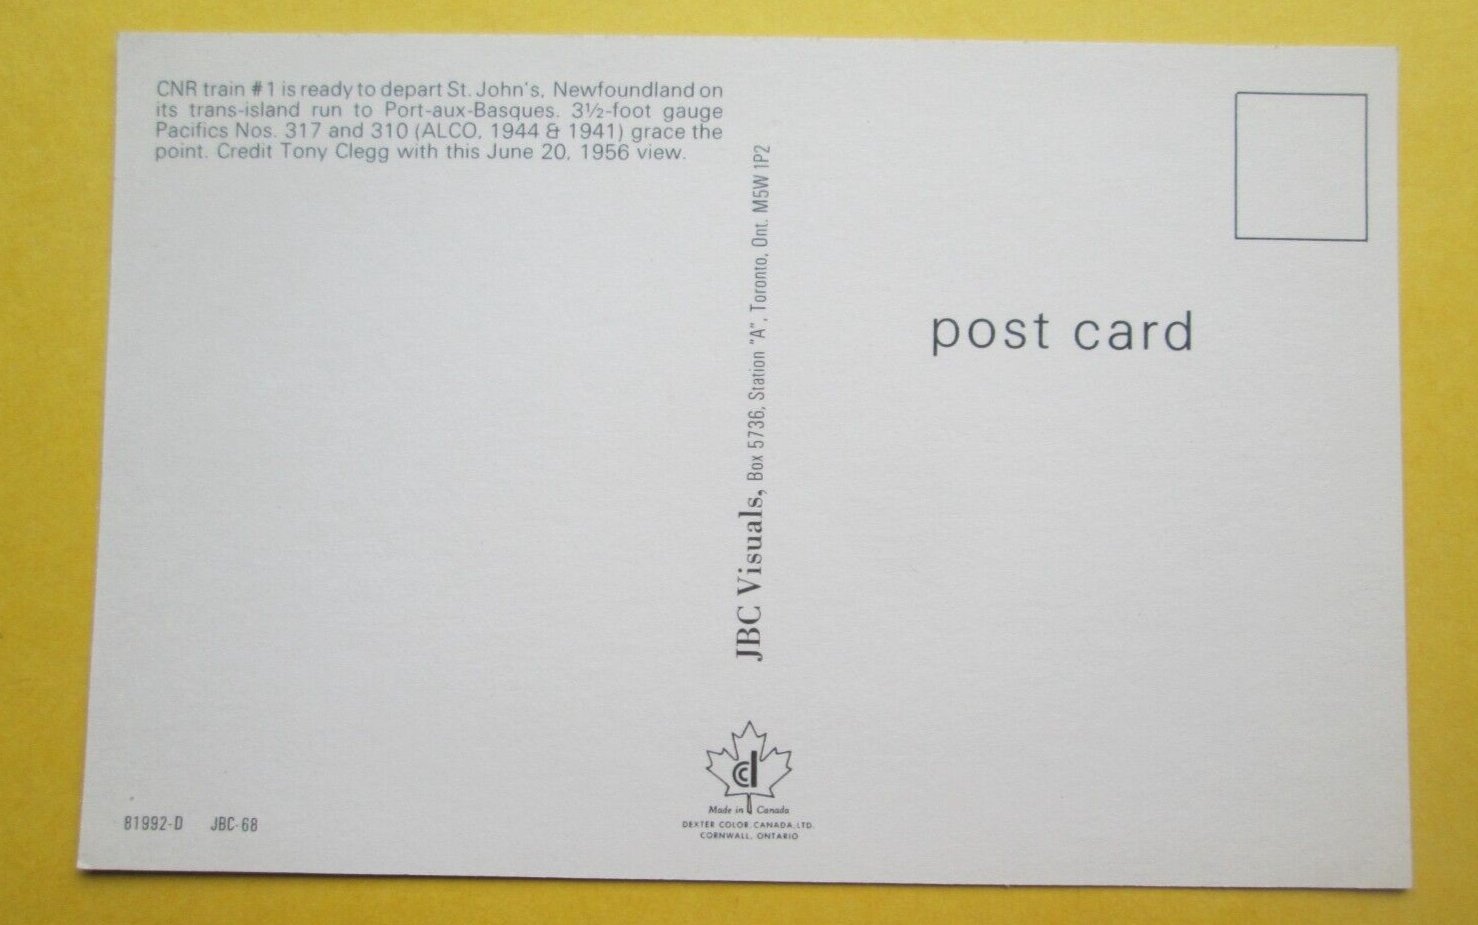 CNR train #1 is ready to depart St. John's, Newfoundland on
its trans-island run to Port-aux-Basques. 3½-foot gauge
Pacifics Nos. 317 and 310 (ALCO, 1944 & 1941) grace the
point. Credit Tony Clegg with this June 20, 1956 view.
JBC Visuals, Box 5736, Station "A", Toronto, Ont. M5W 1P2
post card
81992-D JBC-68
cd
Made in Canada
DEXTER COLOR CANADA LTD.
CORNWALL, ONTARIO